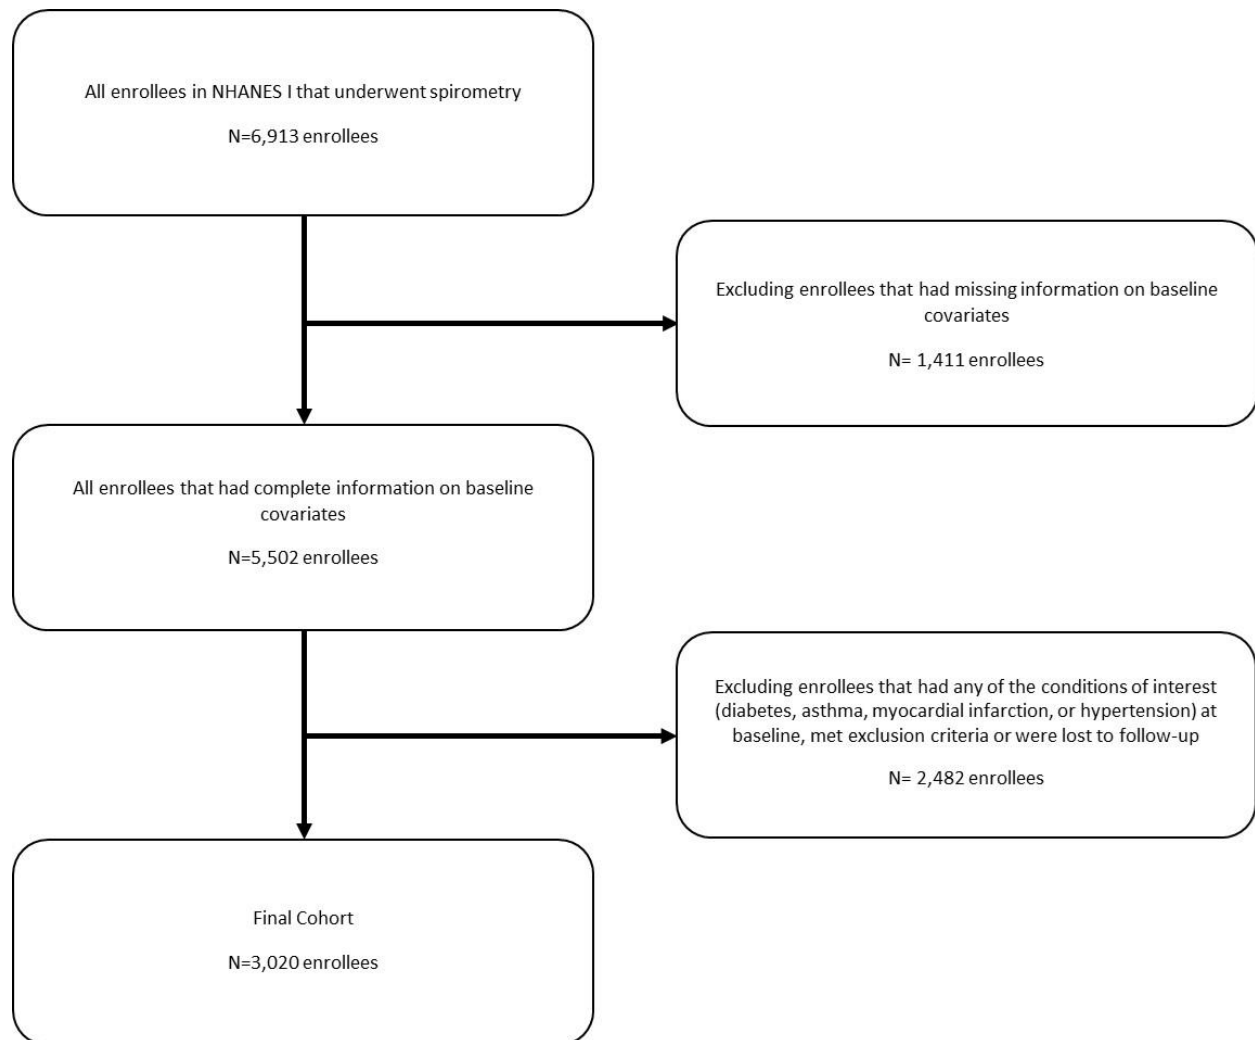 All enrollees in NHANES I that underwent spirometry
N=6,913 enrollees
Excluding enrollees that had missing information on baseline
covariates
N= 1,411 enrollees
All enrollees that had complete information on baseline
covariates
N=5,502 enrollees
Excluding enrollees that had any of the conditions of interest
(diabetes, asthma, myocardial infarction, or hypertension) at
baseline, met exclusion criteria or were lost to follow-up
N= 2,482 enrollees
Final Cohort
N=3,020 enrollees